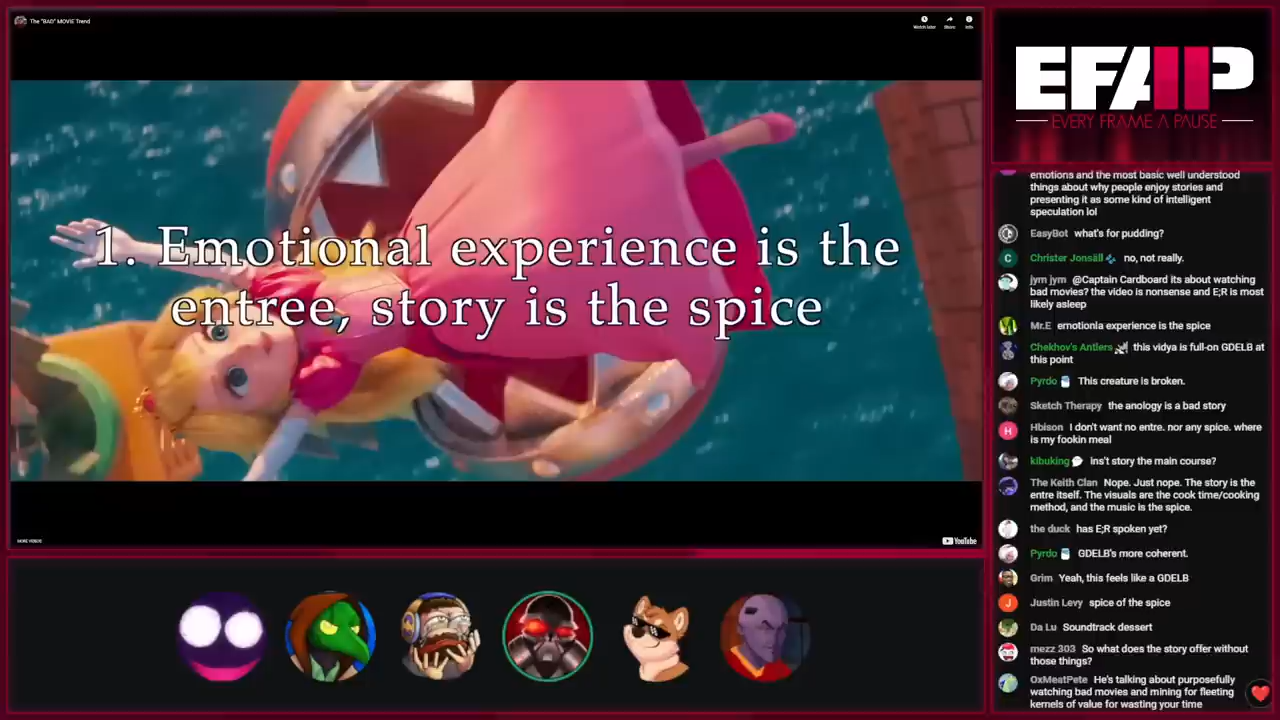 The "BAD" MOVIE Trend
Watch later
Share
Info
1. Emotional experience is the
entree, story is the spice
MORE VIDEOS
YouTube
EFAP
EVERY FRAME A PAUSE
emotions and the most basic well understood
things about why people enjoy stories and
presenting it as some kind of intelligent
speculation lol
EasyBot what's for pudding?
Christer Jonsäll no, not really.
jym jym @Captain Cardboard its about watching
bad movies? the video is nonsense and E;R is most
likely asleep
Mr.E emotionla experience is the spice
Chekhov's Antlers this vidya is full-on GDELB at
this point
Pyrdo This creature is broken.
Sketch Therapy the anology is a bad story
Hbison I don't want no entre. nor any spice. where
is my fookin meal
kibuking ins't story the main course?
The Keith Clan Nope. Just nope. The story is the
entre itself. The visuals are the cook time/cooking
method, and the music is the spice.
the duck has E;R spoken yet?
Pyrdo GDELB's more coherent.
Grim Yeah, this feels like a GDELB
J
Justin Levy spice of the spice
Da Lu Soundtrack dessert
mezz 303 So what does the story offer without
those things?
OxMeatPete He's talking about purposefully
watching bad movies and mining for fleeting
kernels of value for wasting your time